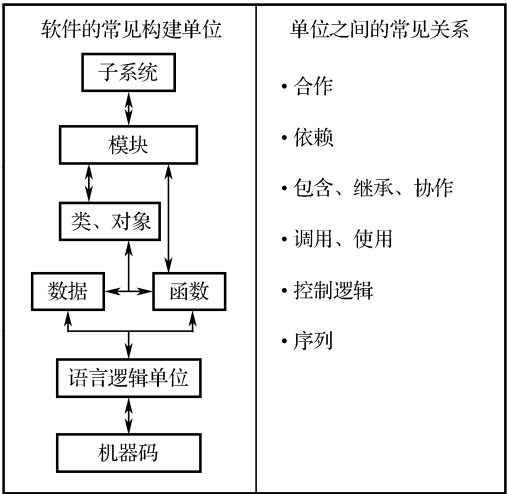 软件的常见构建单位
子系统
模块
类、对象
数据
函数
语言逻辑单位
机器码
单位之间的常见关系
•合作
•依赖
•包含、继承、协作
•调用、使用
•控制逻辑
•序列